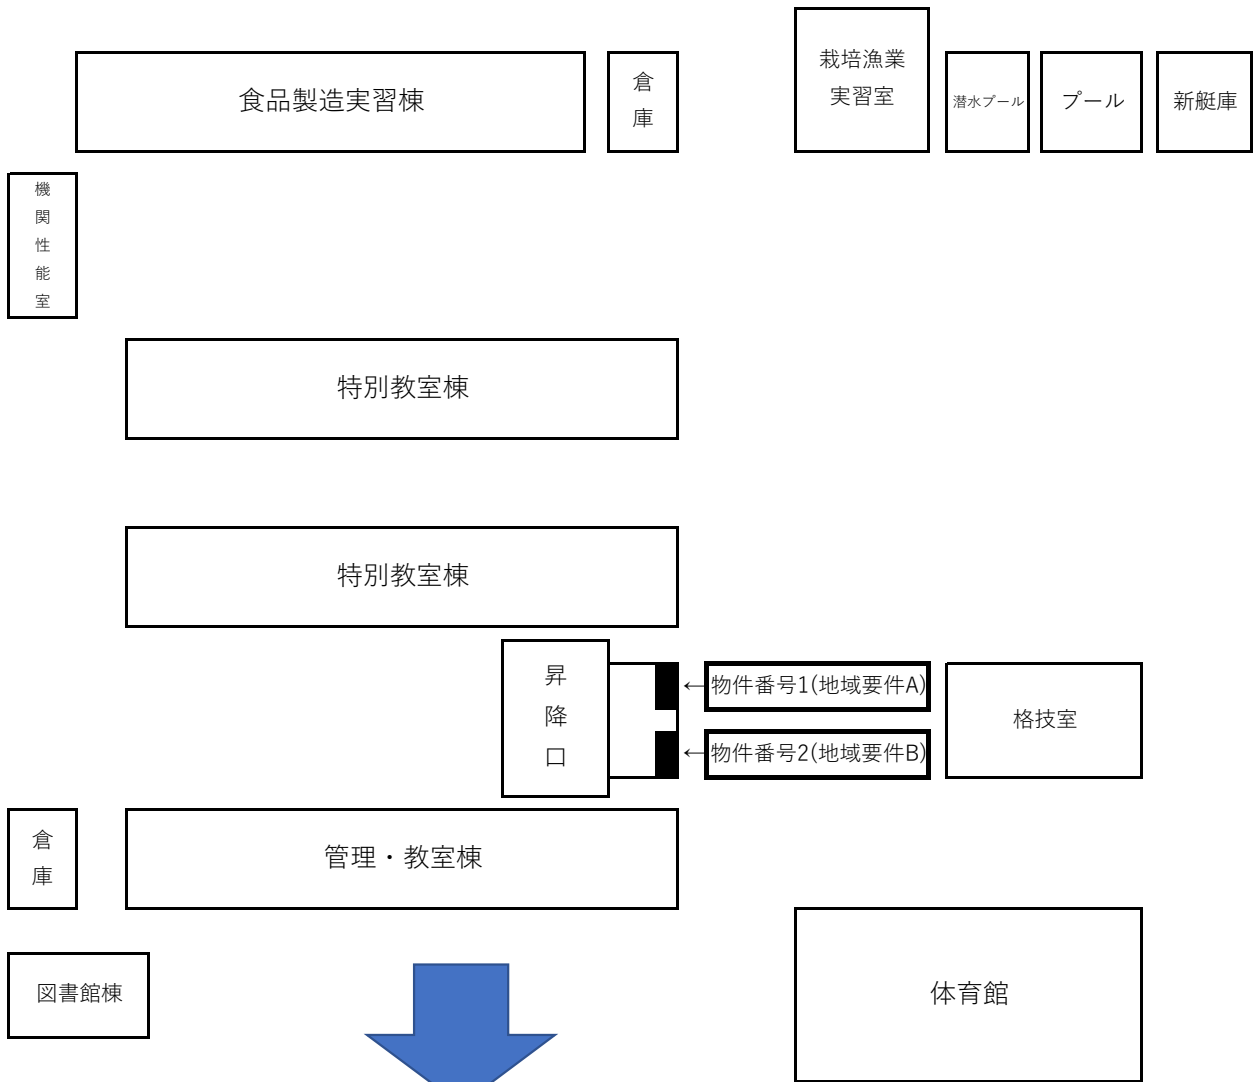 食品製造実習棟
倉庫
栽培漁業
実習室
潜水プール
プール
新艇庫
機関性能室
特別教室棟
特別教室棟
昇降口
←物件番号1(地域要件A)
←物件番号2(地域要件B)
格技室
倉庫
管理・教室棟
図書館棟
体育館